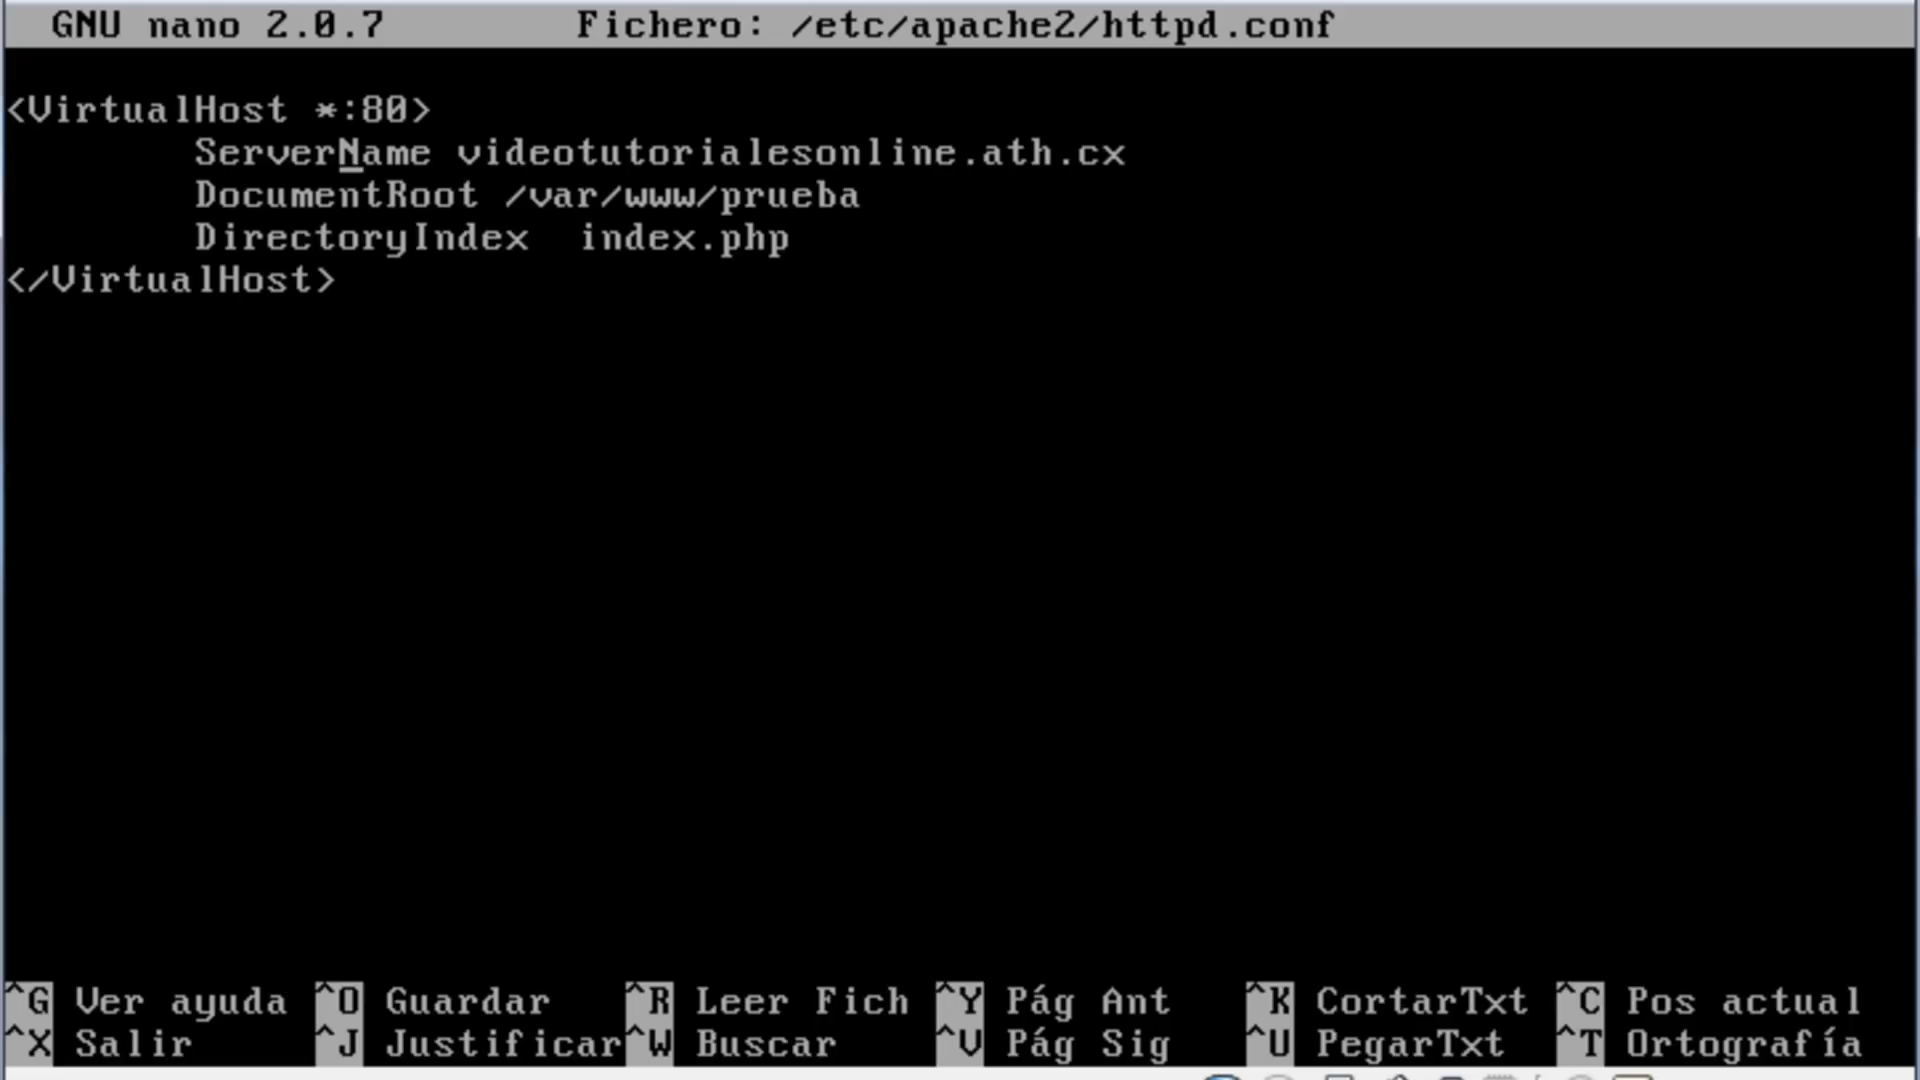 GNU nano 2.0.7 Fichero: /etc/apache2/httpd.conf
<VirtualHost *:80>
ServerName videotutorialesonline.ath.cx
DocumentRoot /var/www/prueba
DirectoryIndex index.php
</VirtualHost>
^G Ver ayuda ^O Guardar ^R Leer Fich ^Y Pág Ant ^K CortarTxt ^C Pos actual
^X Salir ^J Justificar ^W Buscar ^V Pág Sig ^U PegarTxt ^T Ortografía